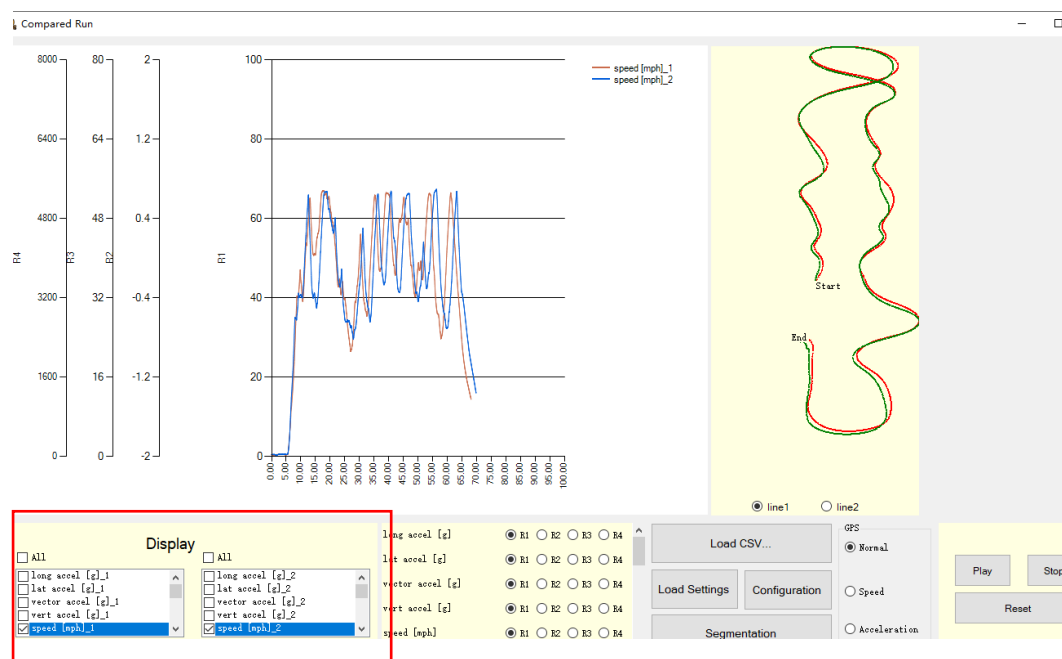 Compared Run
8000 80 2 100
speed [mph]_1
speed [mph]_2
6400 64 1.2 80
4800 48 0.4 60
R4 R3 R2 R1
3200 32 -0.4 40
Start
End
1600 16 -1.2 20
0 0 -2 0
0.00 5.00 10.00 15.00 20.00 25.00 30.00 35.00 40.00 45.00 50.00 55.00 60.00 65.00 70.00 75.00 80.00 85.00 90.00 95.00 100.00
line1 line2
Display
All All
long accel [g]_1
lat accel [g]_1
vector accel [g]_1
vert accel [g]_1
speed [mph]_1
long accel [g]_2
lat accel [g]_2
vector accel [g]_2
vert accel [g]_2
speed [mph]_2
long accel [g] R1 R2 R3 R4
lat accel [g] R1 R2 R3 R4
vector accel [g] R1 R2 R3 R4
vert accel [g] R1 R2 R3 R4
speed [mph] R1 R2 R3 R4
Load CSV...
Load Settings Configuration
Segmentation
GPS
Normal
Speed
Acceleration
Play Stop
Reset